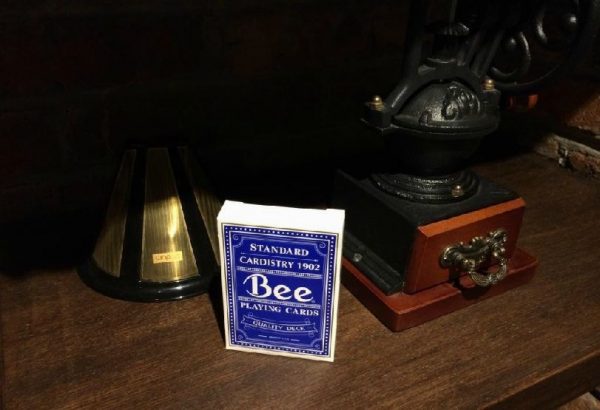 STANDARD
CARDISTRY 1902
Bee
PLAYING CARDS
QUALITY DECK